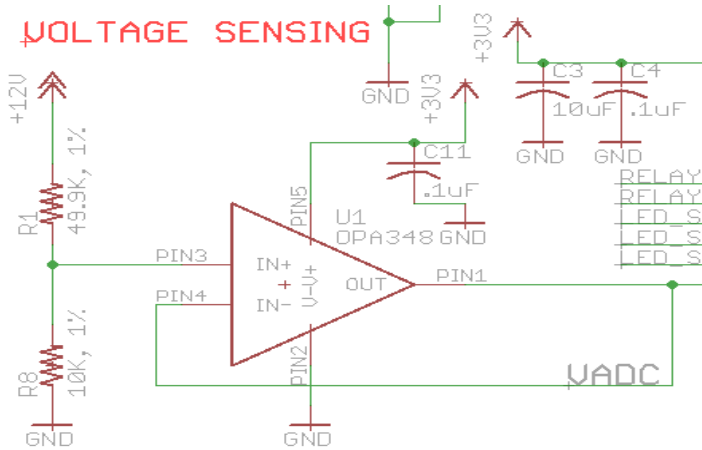 VOLTAGE SENSING
+12V
R1
49.9K, 1%
R8
10K, 1%
GND
GND
+3V3
C11
.1uF
GND
U1
OPA348
PIN5
PIN3
PIN4
IN+
IN-
V+
V-
OUT
PIN1
PIN2
GND
VADC
+3V3
C3
10uF
GND
C4
.1uF
GND
RELAY
RELAY
LED_S
LED_S
LED_S